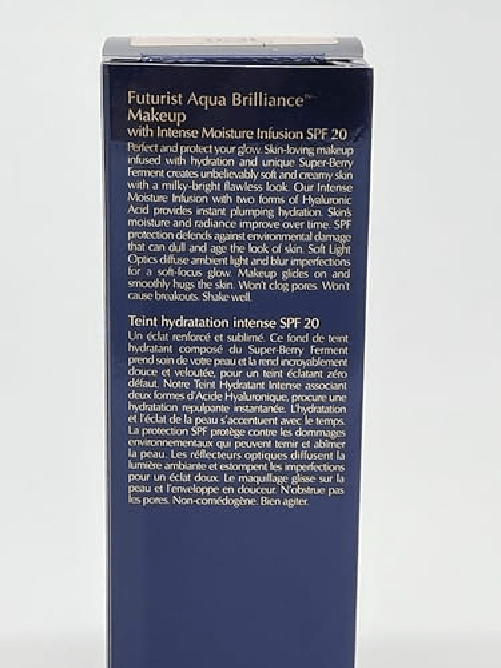 Futurist Aqua Brilliance™
Makeup
with Intense Moisture Infusion SPF 20
Perfect and protect your glow. Skin-loving makeup
infused with hydration and unique Super-Berry
Ferment creates unbelievably soft and creamy skin
with a milky-bright flawless look. Our Intense
Moisture Infusion with two forms of Hyaluronic
Acid provides instant plumping hydration. Skin's
moisture and radiance improve over time. SPF
protection defends against environmental damage
that can dull and age the look of skin. Soft Light
Optics diffuse ambient light and blur imperfections
for a soft-focus glow. Makeup glides on and
smoothly hugs the skin. Won't clog pores. Won't
cause breakouts. Shake well.
Teint hydratation intense SPF 20
Un éclat renforcé et sublimé. Ce fond de teint
hydratant composé du Super-Berry Ferment
prend soin de votre peau et la rend incroyablement
douce et veloutée, pour un teint éclatant zéro
défaut. Notre Teint Hydratant Intense associant
deux formes d'Acide Hyaluronique, procure une
hydratation repulpante instantanée. L'hydratation
et l'éclat de la peau s'accentuent avec le temps.
La protection SPF protège contre les dommages
environnementaux qui peuvent ternir et abîmer
la peau. Les réflecteurs optiques diffusent la
lumière ambiante et estompent les imperfections
pour un éclat doux. Le maquillage glisse sur la
peau et l'enveloppe en douceur. N'obstrue pas
les pores. Non-comédogène. Bien agiter.